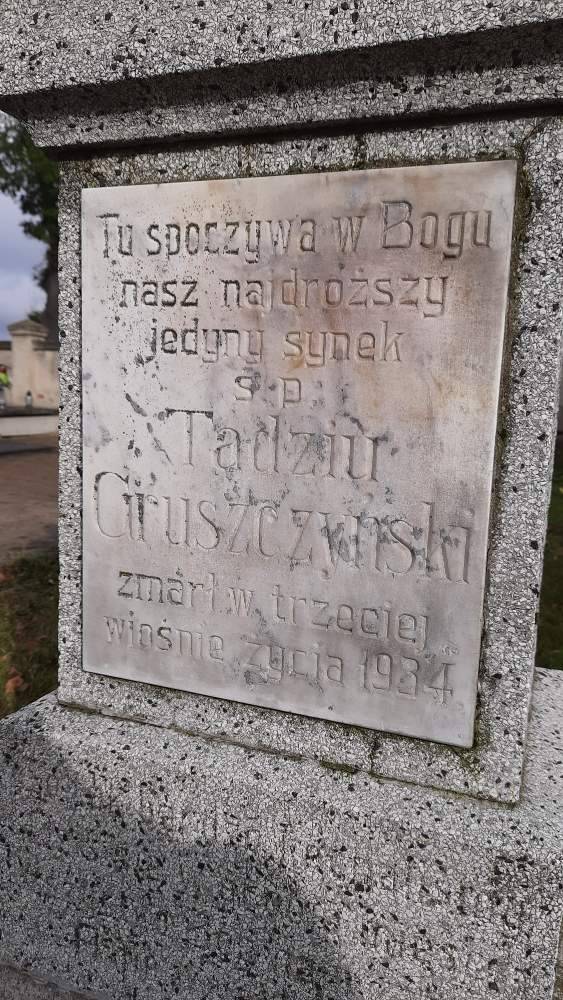 Tu spoczywa w Bogu
nasz najdroższy
jedyny synek
ś p.
Tadziu
Gruszczyński
zmarł w trzeciej
wiośnie życia 1934